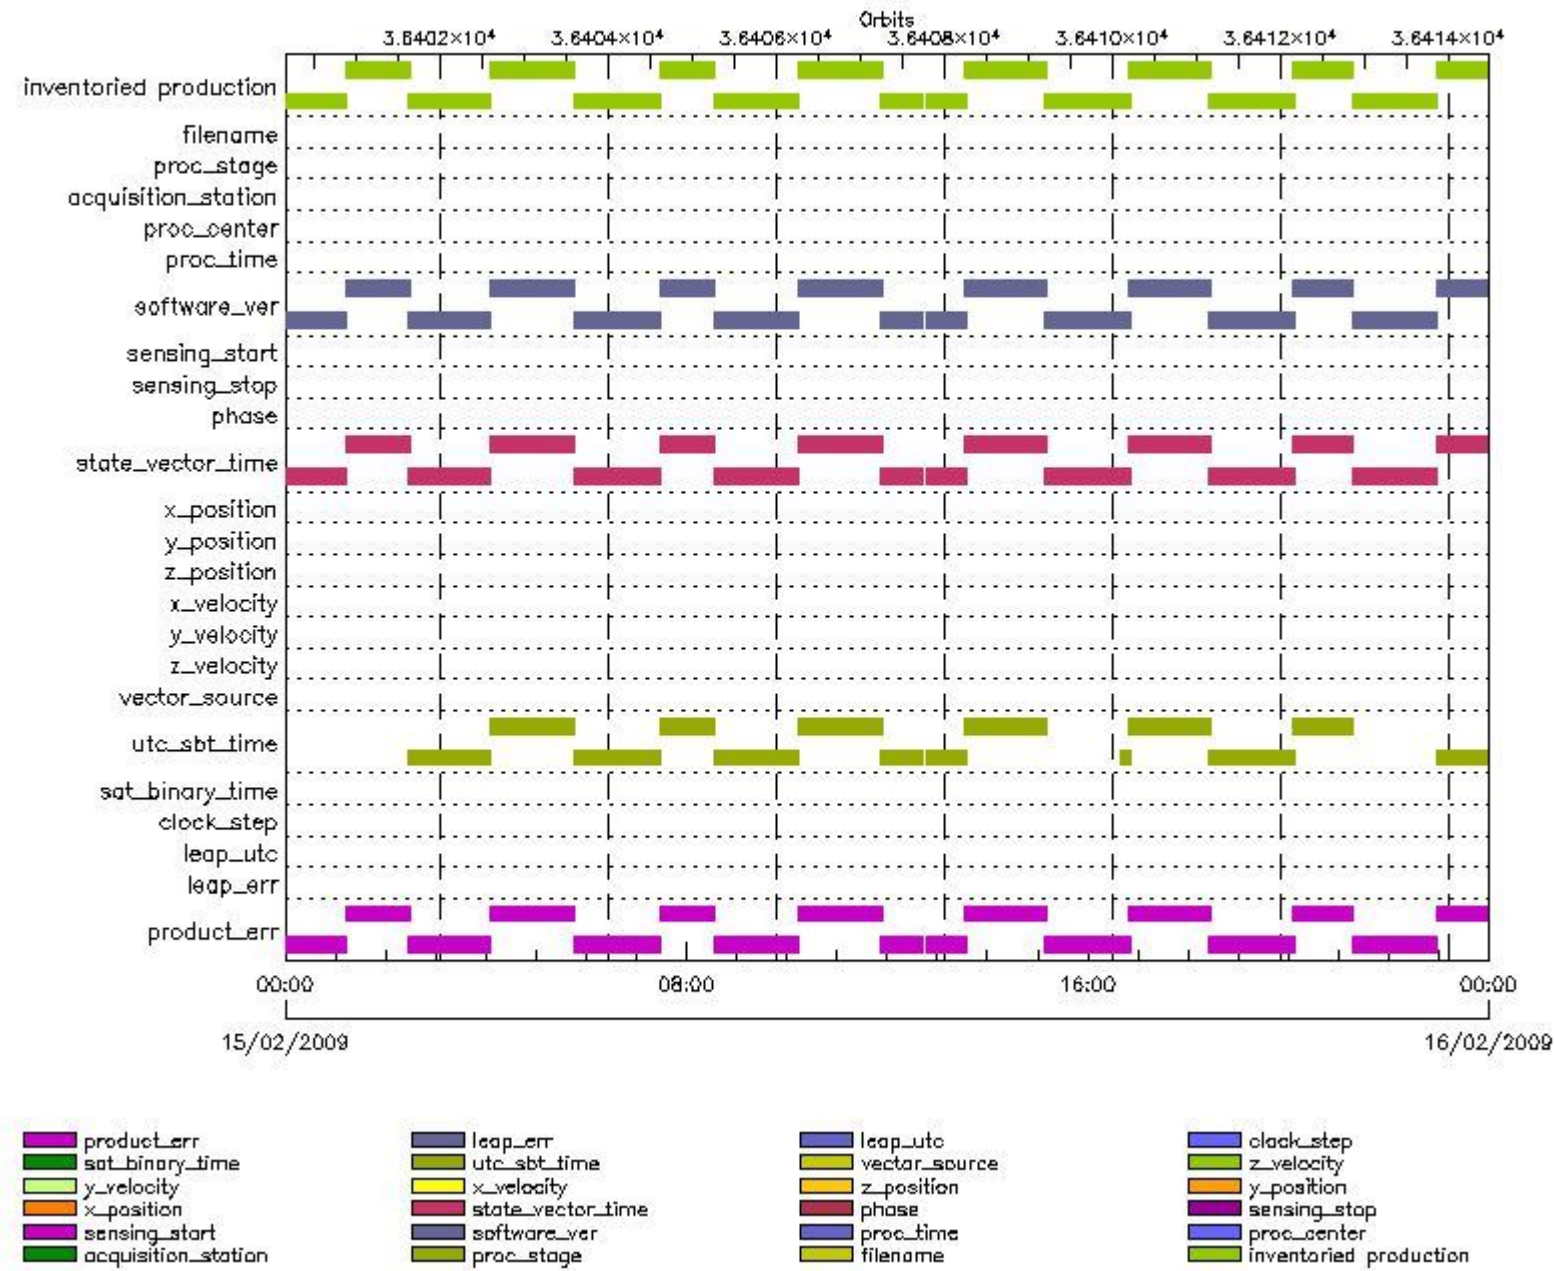 Orbits
3.6402×10⁴ 3.6404×10⁴ 3.6406×10⁴ 3.6408×10⁴ 3.6410×10⁴ 3.6412×10⁴ 3.6414×10⁴
inventoried production
filename
proc_stage
acquisition_station
proc_center
proc_time
software_ver
sensing_start
sensing_stop
phase
state_vector_time
x_position
y_position
z_position
x_velocity
y_velocity
z_velocity
vector_source
utc_sbt_time
sat_binary_time
clock_step
leap_utc
leap_err
product_err
00:00 08:00 16:00 00:00
15/02/2009 16/02/2009
product_err leap_err leap_utc clock_step
sat_binary_time utc_sbt_time vector_source z_velocity
y_velocity x_velocity z_position y_position
x_position state_vector_time phase sensing_stop
sensing_start software_ver proc_time proc_center
acquisition_station proc_stage filename inventoried production